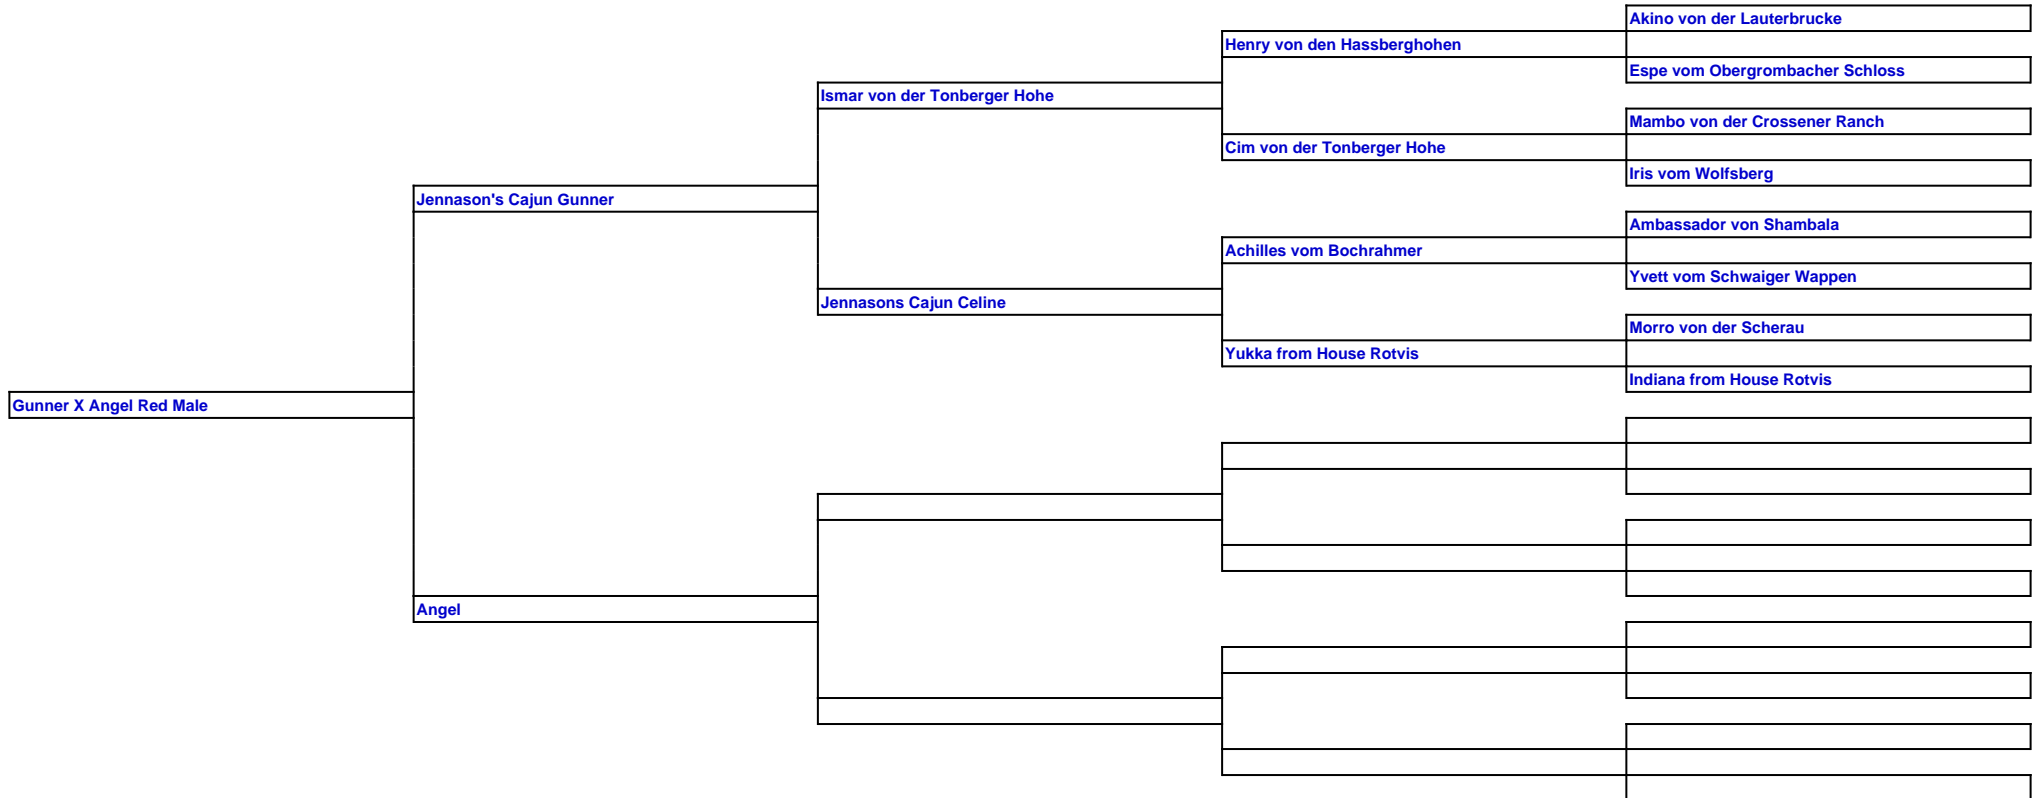 Akino von der Lauterbrucke
Henry von den Hassberghohen
Espe vom Obergrombacher Schloss
Ismar von der Tonberger Hohe
Mambo von der Crossener Ranch
Cim von der Tonberger Hohe
Iris vom Wolfsberg
Jennason's Cajun Gunner
Ambassador von Shambala
Achilles vom Bochrahmer
Yvett vom Schwaiger Wappen
Jennasons Cajun Celine
Morro von der Scherau
Yukka from House Rotvis
Indiana from House Rotvis
Gunner X Angel Red Male
Angel